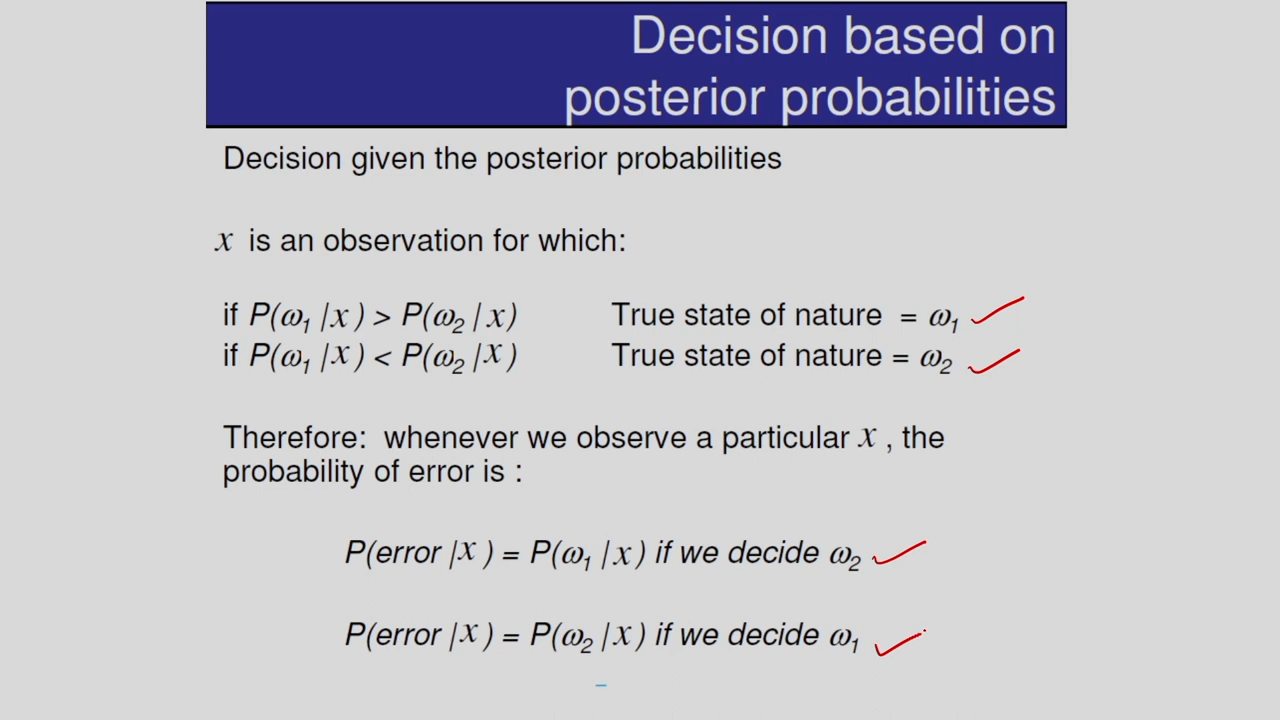 Decision based on
posterior probabilities
Decision given the posterior probabilities
x is an observation for which:
if P(ω₁ | x) > P(ω₂ | x) True state of nature = ω₁
if P(ω₁ | x) < P(ω₂ | x) True state of nature = ω₂
Therefore: whenever we observe a particular x , the
probability of error is :
P(error | x ) = P(ω₁ | x) if we decide ω₂
P(error | x ) = P(ω₂ | x) if we decide ω₁